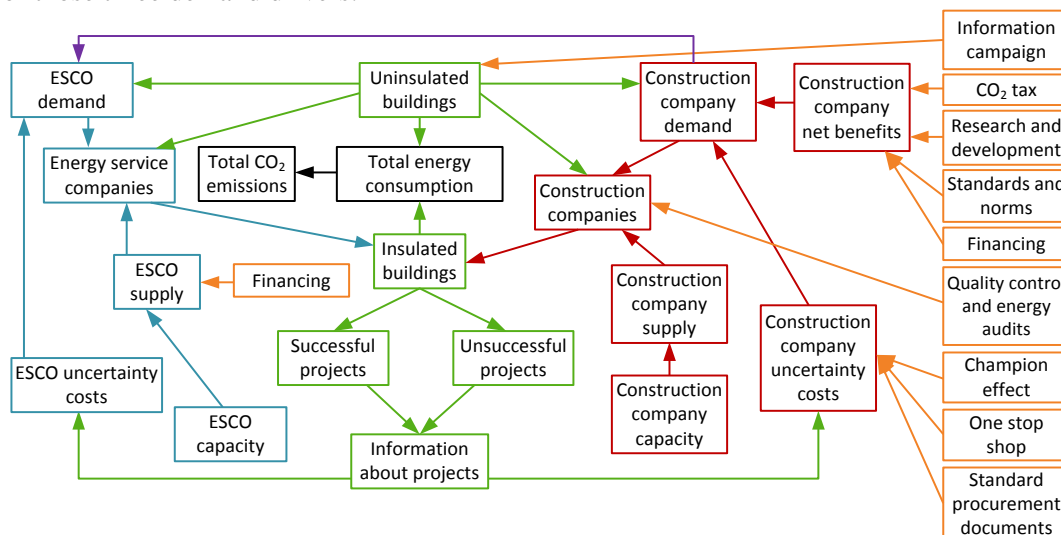 Information
campaign
ESCO
demand
Uninsulated
buildings
Construction
company
demand
Construction
company
net benefits
CO₂ tax
Research and
development
Energy service
companies
Total CO₂
emissions
Total energy
consumption
Construction
companies
Standards and
norms
Financing
ESCO
supply
Financing
Insulated
buildings
Construction
company
supply
Quality control
and energy
audits
Successful
projects
Unsuccessful
projects
Construction
company
uncertainty
costs
ESCO uncertainty
costs
ESCO
capacity
Construction
company
capacity
Champion
effect
Information
about projects
One stop
shop
Standard
procurement
documents